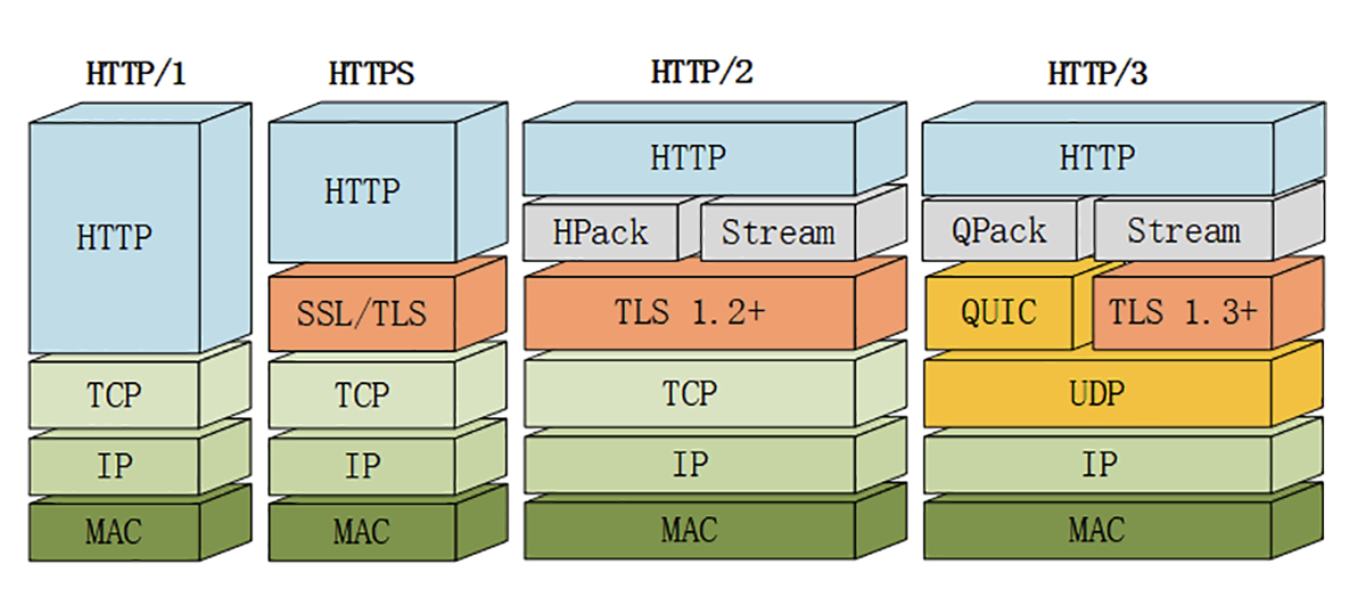 HTTP/1
HTTPS
HTTP/2
HTTP/3
HTTP
TCP
IP
MAC
HTTP
SSL/TLS
TCP
IP
MAC
HTTP
HPack
Stream
TLS 1.2+
TCP
IP
MAC
HTTP
QPack
Stream
QUIC
TLS 1.3+
UDP
IP
MAC